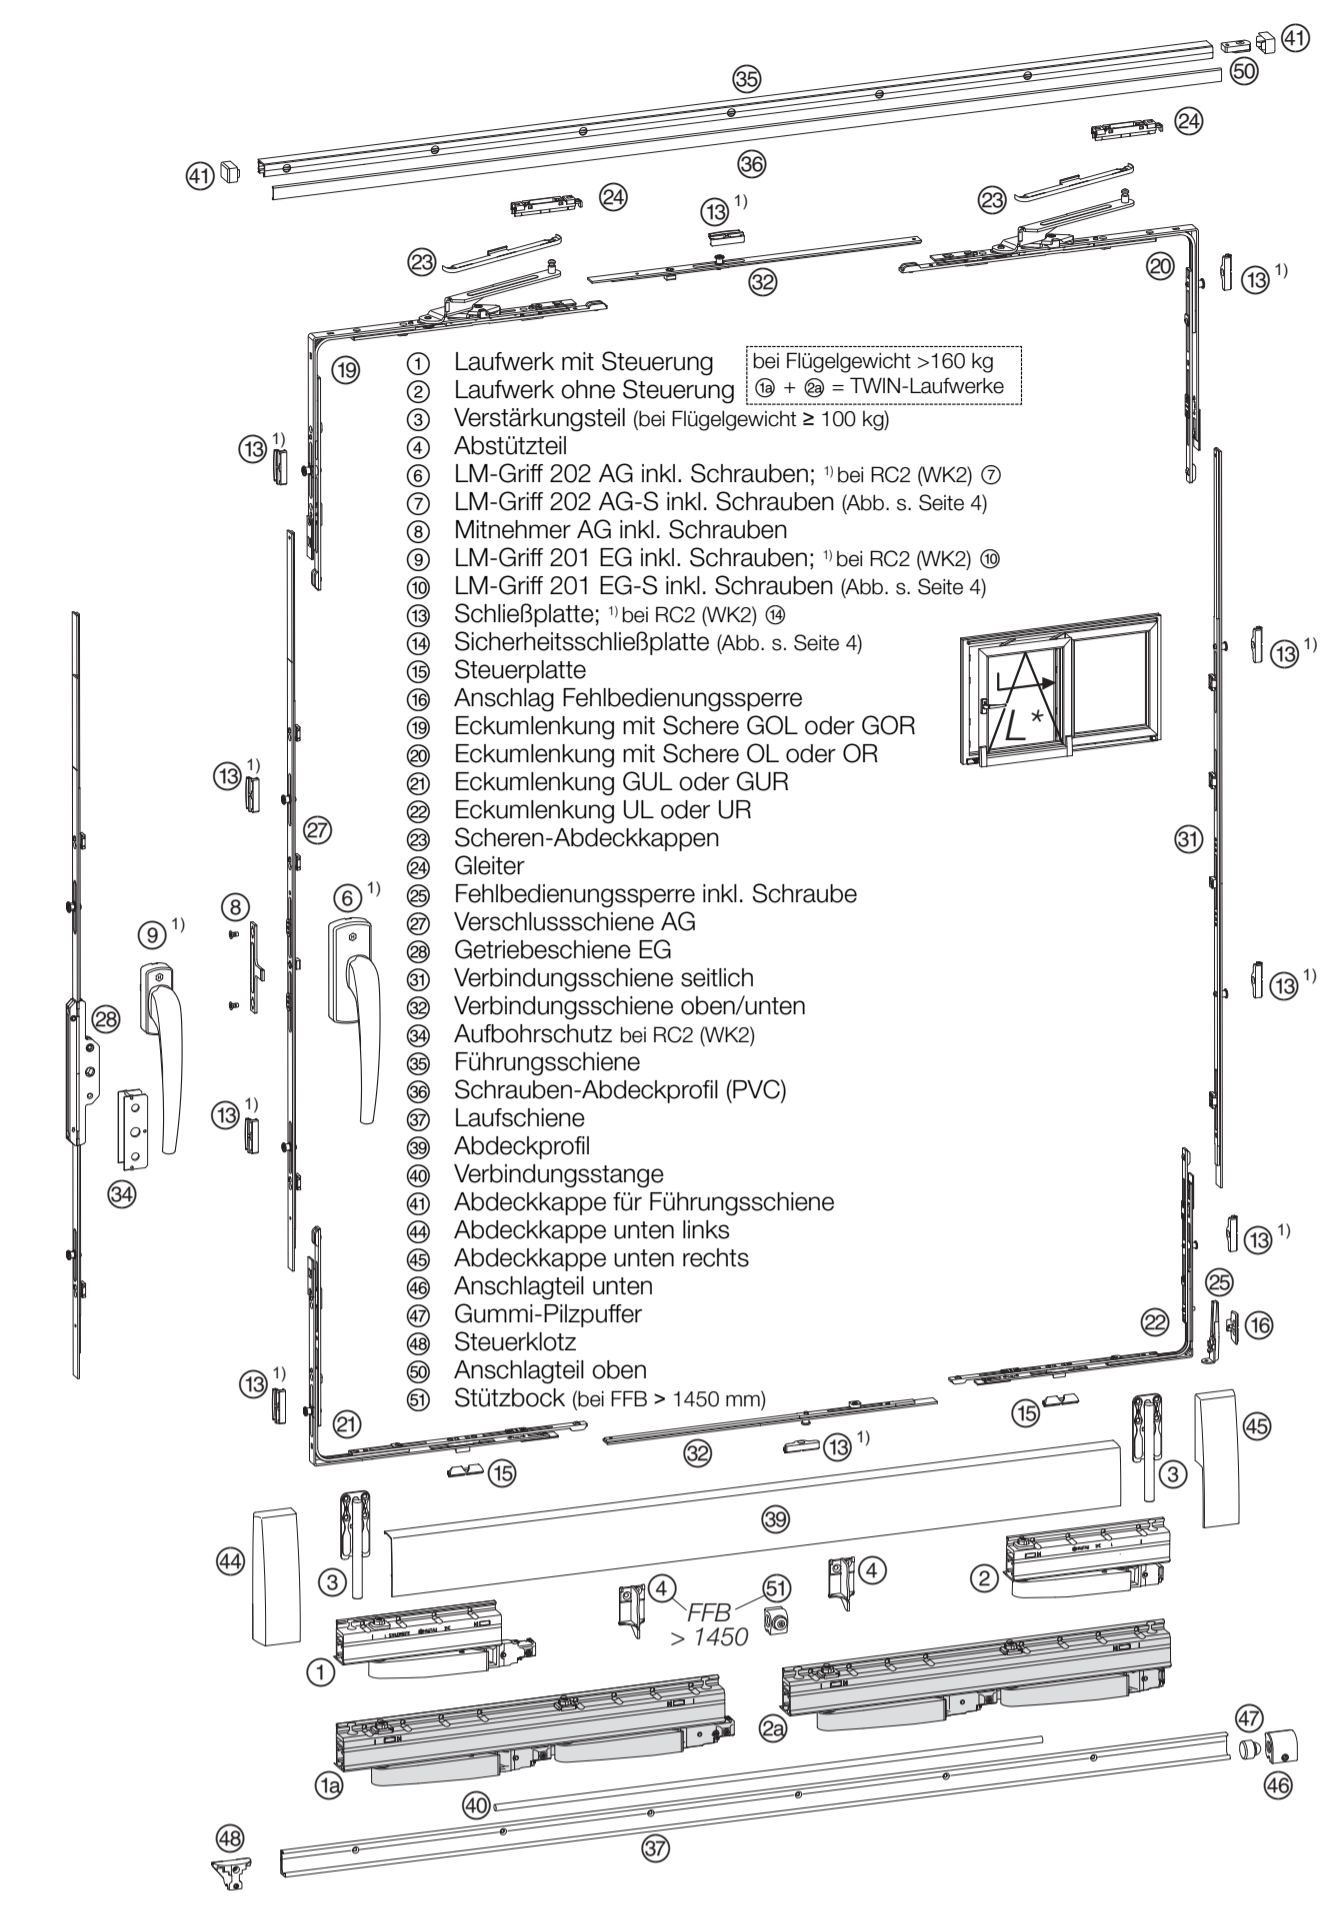 35
41
50
24
41
36
24
13 1)
23
23
32
20
13 1)
19
13 1)
1 Laufwerk mit Steuerung
2 Laufwerk ohne Steuerung
bei Flügelgewicht >160 kg
1a + 2a = TWIN-Laufwerke
3 Verstärkungsteil (bei Flügelgewicht ≥ 100 kg)
4 Abstützteil
6 LM-Griff 202 AG inkl. Schrauben; 1) bei RC2 (WK2) 7
7 LM-Griff 202 AG-S inkl. Schrauben (Abb. s. Seite 4)
8 Mitnehmer AG inkl. Schrauben
9 LM-Griff 201 EG inkl. Schrauben; 1) bei RC2 (WK2) 10
10 LM-Griff 201 EG-S inkl. Schrauben (Abb. s. Seite 4)
13 Schließplatte; 1) bei RC2 (WK2) 14
14 Sicherheitsschließplatte (Abb. s. Seite 4)
15 Steuerplatte
16 Anschlag Fehlbedienungssperre
19 Eckumlenkung mit Schere GOL oder GOR
20 Eckumlenkung mit Schere OL oder OR
21 Eckumlenkung GUL oder GUR
22 Eckumlenkung UL oder UR
23 Scheren-Abdeckkappen
24 Gleiter
25 Fehlbedienungssperre inkl. Schraube
27 Verschlussschiene AG
28 Getriebeschiene EG
31 Verbindungsschiene seitlich
32 Verbindungsschiene oben/unten
34 Aufbohrschutz bei RC2 (WK2)
35 Führungsschiene
36 Schrauben-Abdeckprofil (PVC)
37 Laufschiene
39 Abdeckprofil
40 Verbindungsstange
41 Abdeckkappe für Führungsschiene
44 Abdeckkappe unten links
45 Abdeckkappe unten rechts
46 Anschlagteil unten
47 Gummi-Pilzpuffer
48 Steuerklotz
50 Anschlagteil oben
51 Stützbock (bei FFB > 1450 mm)
L *
13 1)
13 1)
27
31
6 1)
8
9 1)
13 1)
28
13 1)
34
13 1)
25
22
16
13 1)
21
15
45
32
13 1)
15
3
39
44
3
4
51
4
2
FFB
> 1450
1
2a
47
1a
40
46
48
37